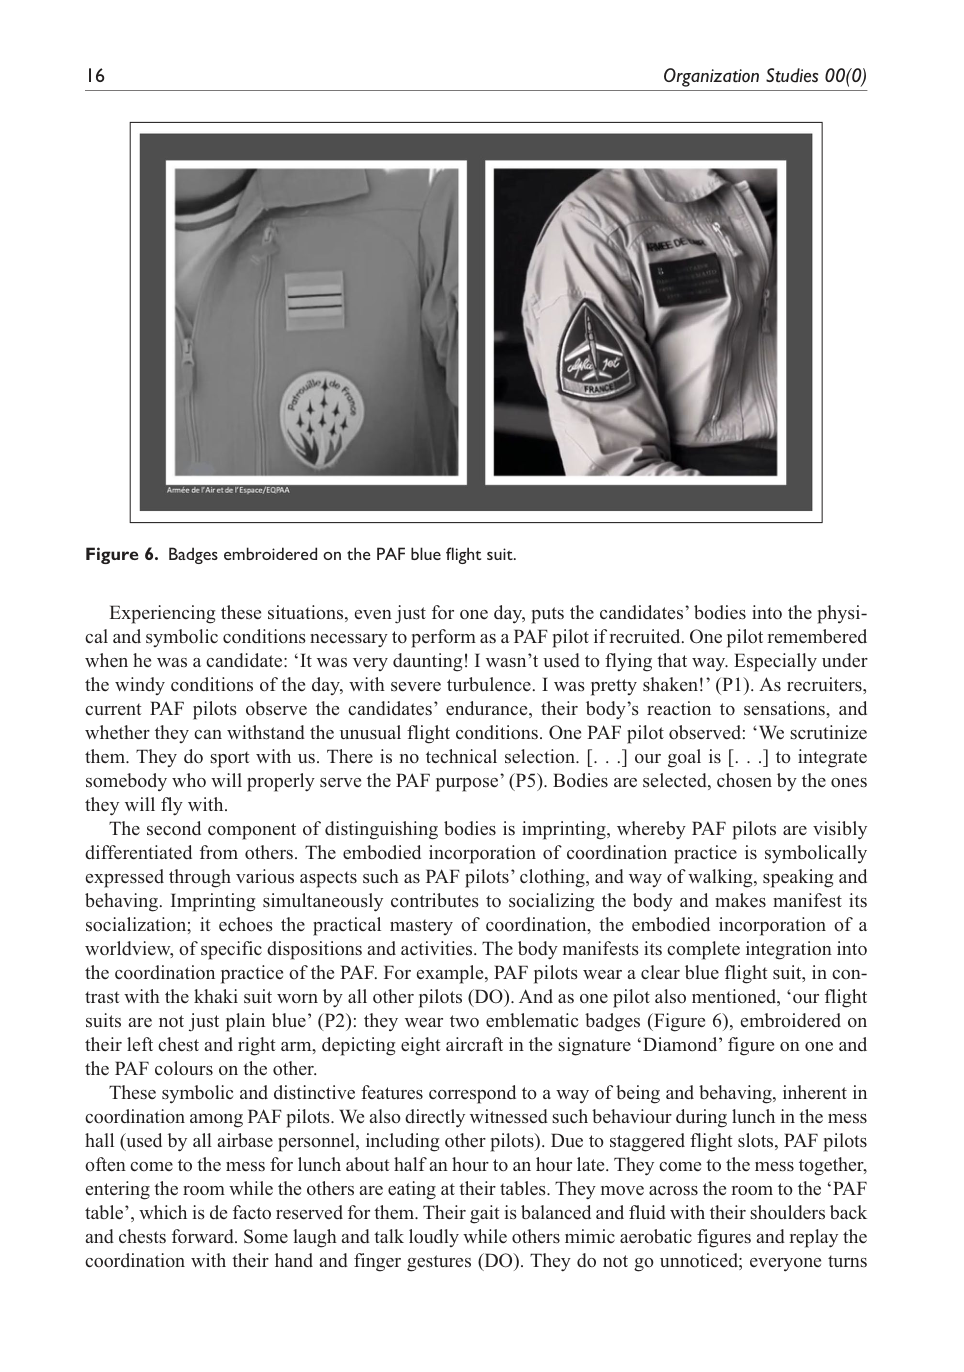 16
Organization Studies 00(0)
ARMEE DE
Patrouille de France
alpha jet
FRANCE
Armée de l'Air et de l'Espace/EQPAA
Figure 6. Badges embroidered on the PAF blue flight suit.
Experiencing these situations, even just for one day, puts the candidates' bodies into the physi-
cal and symbolic conditions necessary to perform as a PAF pilot if recruited. One pilot remembered
when he was a candidate: 'It was very daunting! I wasn't used to flying that way. Especially under
the windy conditions of the day, with severe turbulence. I was pretty shaken!' (P1). As recruiters,
current PAF pilots observe the candidates' endurance, their body's reaction to sensations, and
whether they can withstand the unusual flight conditions. One PAF pilot observed: 'We scrutinize
them. They do sport with us. There is no technical selection. [. . .] our goal is [. . .] to integrate
somebody who will properly serve the PAF purpose' (P5). Bodies are selected, chosen by the ones
they will fly with.
The second component of distinguishing bodies is imprinting, whereby PAF pilots are visibly
differentiated from others. The embodied incorporation of coordination practice is symbolically
expressed through various aspects such as PAF pilots' clothing, and way of walking, speaking and
behaving. Imprinting simultaneously contributes to socializing the body and makes manifest its
socialization; it echoes the practical mastery of coordination, the embodied incorporation of a
worldview, of specific dispositions and activities. The body manifests its complete integration into
the coordination practice of the PAF. For example, PAF pilots wear a clear blue flight suit, in con-
trast with the khaki suit worn by all other pilots (DO). And as one pilot also mentioned, 'our flight
suits are not just plain blue' (P2): they wear two emblematic badges (Figure 6), embroidered on
their left chest and right arm, depicting eight aircraft in the signature 'Diamond' figure on one and
the PAF colours on the other.
These symbolic and distinctive features correspond to a way of being and behaving, inherent in
coordination among PAF pilots. We also directly witnessed such behaviour during lunch in the mess
hall (used by all airbase personnel, including other pilots). Due to staggered flight slots, PAF pilots
often come to the mess for lunch about half an hour to an hour late. They come to the mess together,
entering the room while the others are eating at their tables. They move across the room to the 'PAF
table', which is de facto reserved for them. Their gait is balanced and fluid with their shoulders back
and chests forward. Some laugh and talk loudly while others mimic aerobatic figures and replay the
coordination with their hand and finger gestures (DO). They do not go unnoticed; everyone turns